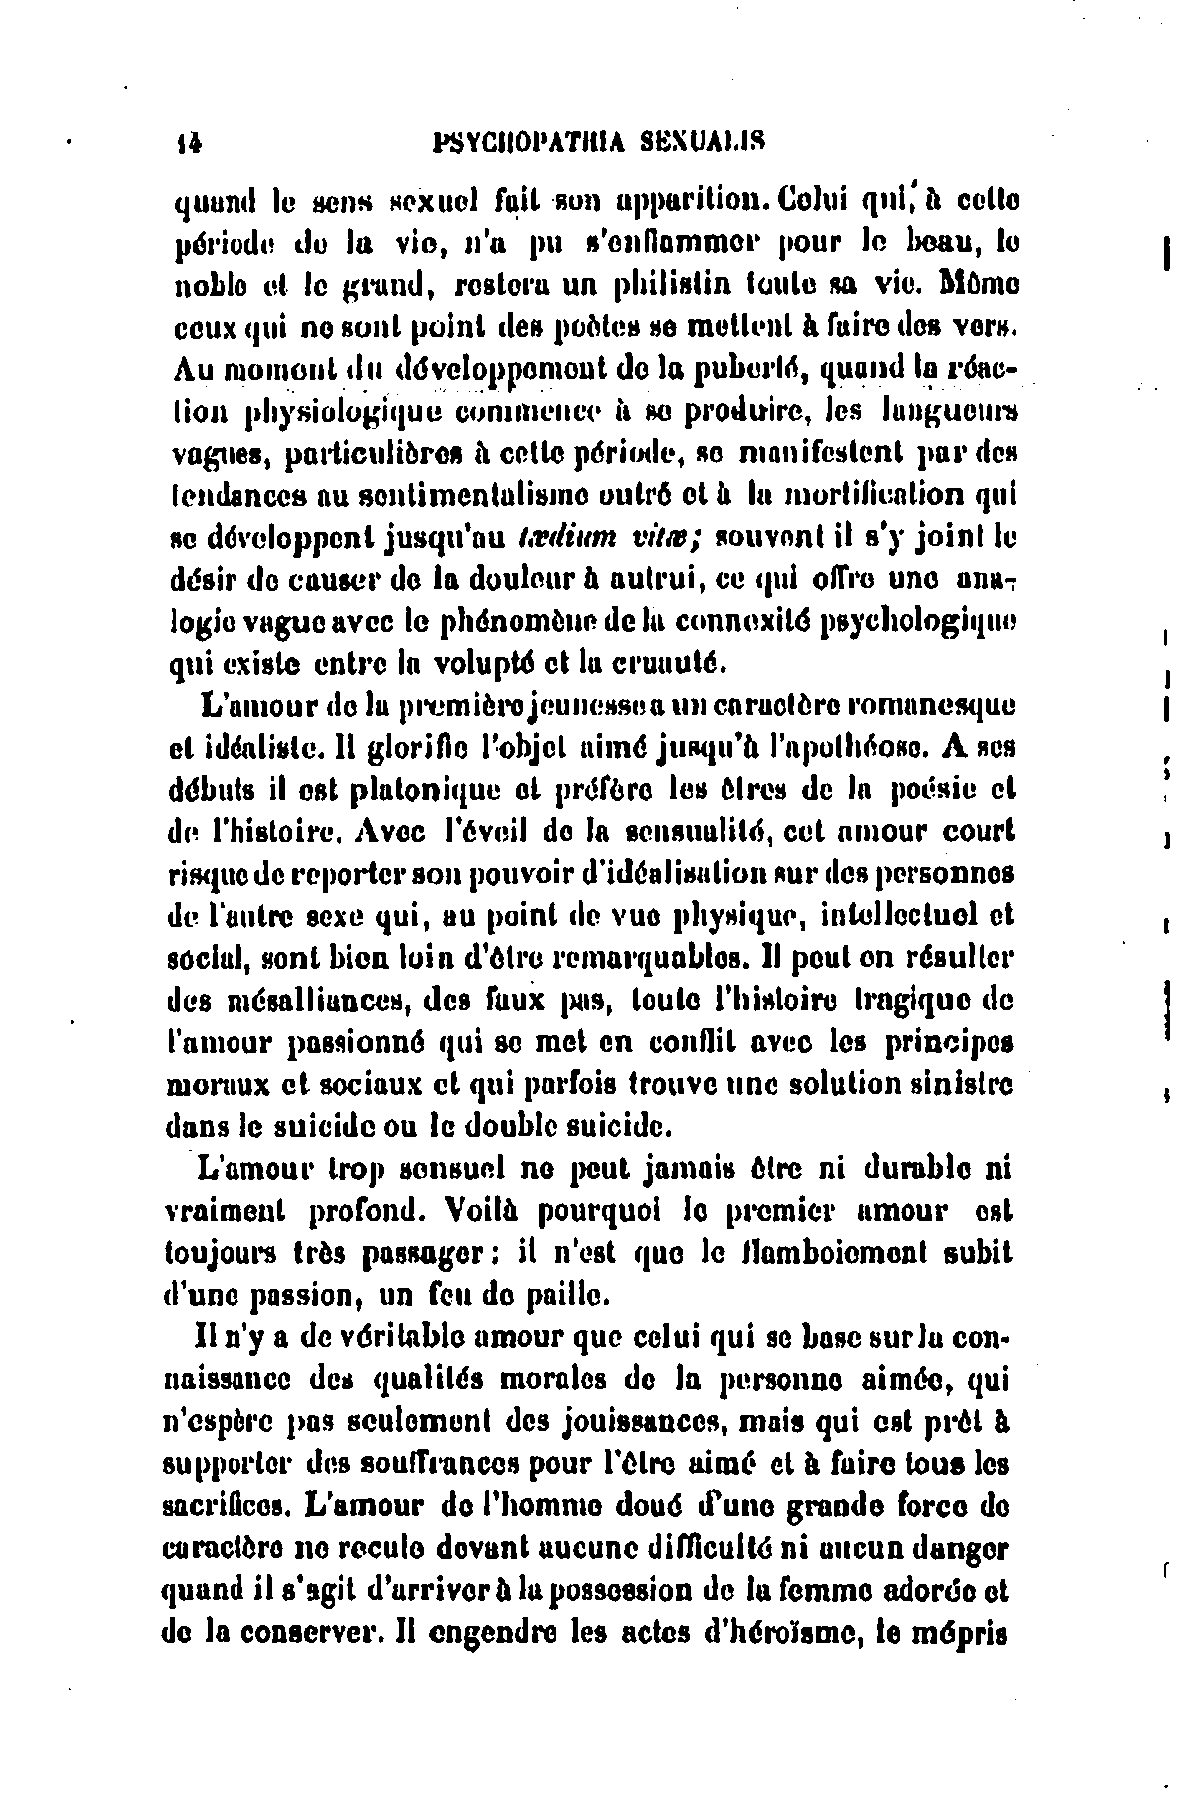 14 PSYCHOPATHIA SEXUALIS
quand le sens sexuel fait son apparition. Celui qui, à cette
période de la vie, n'a pu s'enflammer pour le beau, le
noble et le grand, restera un philistin toute sa vie. Même
ceux qui ne sont point des poètes se mettent à faire des vers.
Au moment du développement de la puberté, quand la réac-
tion physiologique commence à se produire, les langueurs
vagues, particulières à cette période, se manifestent par des
tendances au sentimentalisme outré et à la mortification qui
se développent jusqu'au tædium vitæ; souvent il s'y joint le
désir de causer de la douleur à autrui, ce qui offre une ana-
logie vague avec le phénomène de la connexité psychologique
qui existe entre la volupté et la cruauté.
L'amour de la première jeunesse a un caractère romanesque
et idéaliste. Il glorifie l'objet aimé jusqu'à l'apothéose. A ses
débuts il est platonique et préfère les êtres de la poésie et
de l'histoire. Avec l'éveil de la sensualité, cet amour court
risque de reporter son pouvoir d'idéalisation sur des personnes
de l'autre sexe qui, au point de vue physique, intellectuel et
social, sont bien loin d'être remarquables. Il peut en résulter
des mésalliances, des faux pas, toute l'histoire tragique de
l'amour passionné qui se met en conflit avec les principes
moraux et sociaux et qui parfois trouve une solution sinistre
dans le suicide ou le double suicide.
L'amour trop sensuel ne peut jamais être ni durable ni
vraiment profond. Voilà pourquoi le premier amour est
toujours très passager; il n'est que le flamboiement subit
d'une passion, un feu de paille.
Il n'y a de véritable amour que celui qui se base sur la con-
naissance des qualités morales de la personne aimée, qui
n'espère pas seulement des jouissances, mais qui est prêt à
supporter des souffrances pour l'être aimé et à faire tous les
sacrifices. L'amour de l'homme doué d'une grande force de
caractère ne recule devant aucune difficulté ni aucun danger
quand il s'agit d'arriver à la possession de la femme adorée et
de la conserver. Il engendre les actes d'héroïsme, le mépris